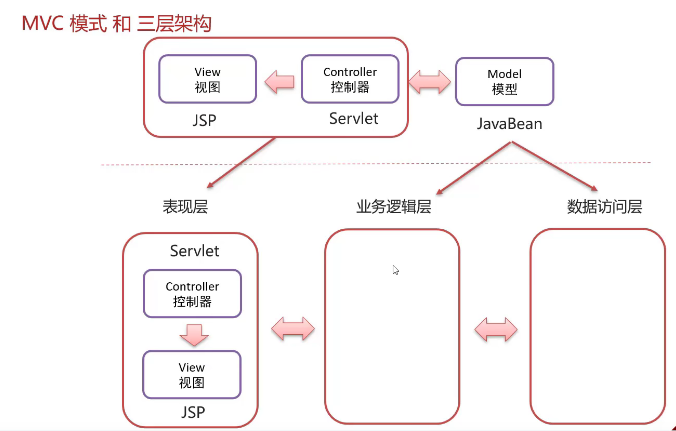 MVC 模式 和 三层架构
View
视图
Controller
控制器
Model
模型
JSP
Servlet
JavaBean
表现层
业务逻辑层
数据访问层
Servlet
Controller
控制器
View
视图
JSP